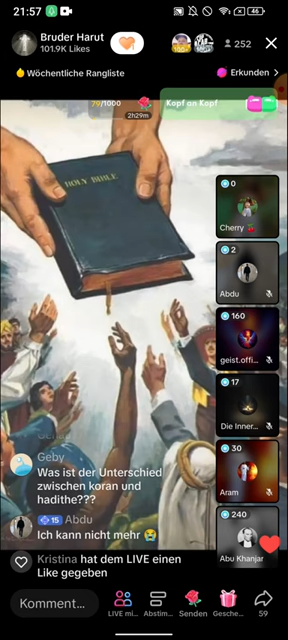 21:57
46
Bruder Harut
101.9K Likes
252
Wöchentliche Rangliste
Erkunden >
79/1000
Kopf an Kopf
2h29m
HOLY BIBLE
0
Cherry
2
Abdu
160
geist.offi...
17
Die Inner...
30
Aram
240
Abu Khanjar
Geby
Was ist der Unterschied
zwischen koran und
hadithe???
15 Abdu
Ich kann nicht mehr 😭
Kristina hat dem LIVE einen
Like gegeben
Komment...
LIVE mi...
Abstim...
Senden
Gesche...
59